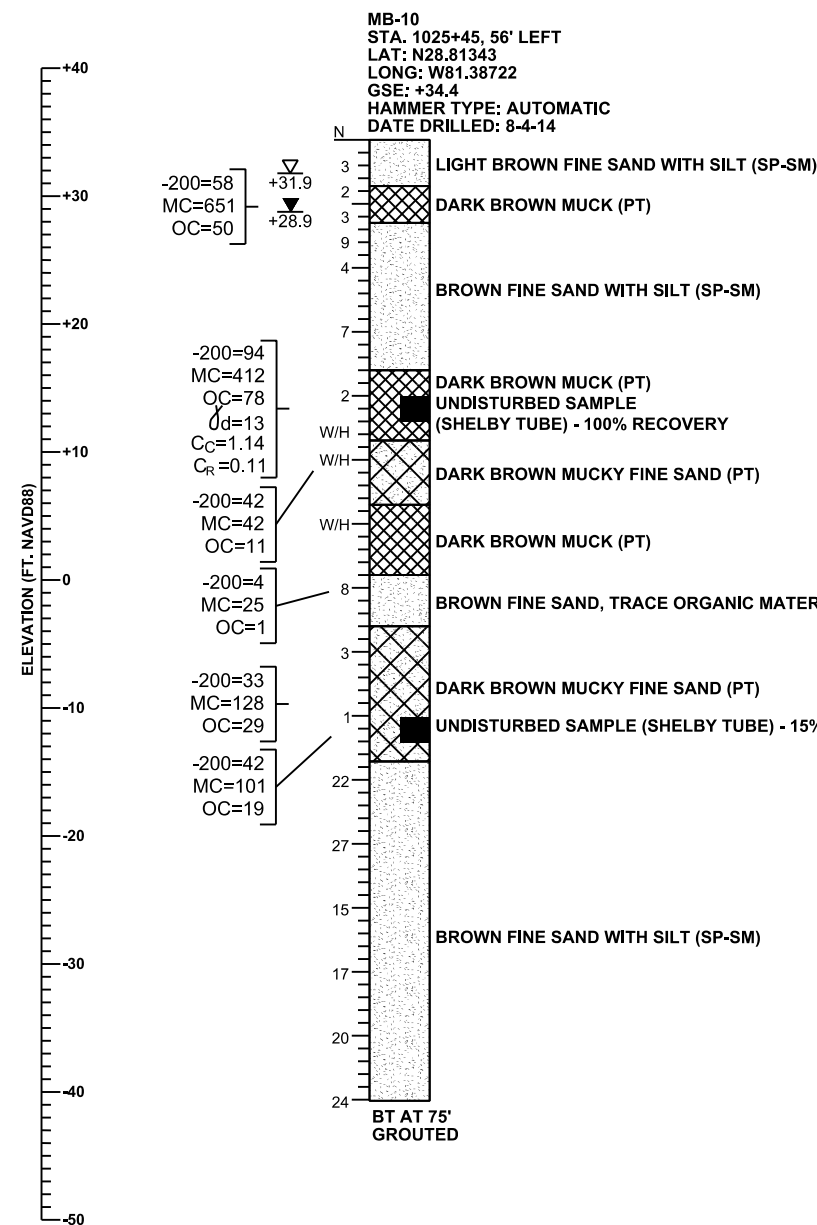 MB-10
STA. 1025+45, 56' LEFT
LAT: N28.81343
LONG: W81.38722
GSE: +34.4
HAMMER TYPE: AUTOMATIC
DATE DRILLED: 8-4-14
ELEVATION (FT. NAVD88)
+40
+30
+20
+10
0
-10
-20
-30
-40
-50
-200=58
MC=651
OC=50
+31.9
+28.9
-200=94
MC=412
OC=78
γd=13
CC=1.14
CR=0.11
-200=42
MC=42
OC=11
-200=4
MC=25
OC=1
-200=33
MC=128
OC=29
-200=42
MC=101
OC=19
N
3
2
3
9
4
7
2
W/H
W/H
W/H
8
3
1
22
27
15
17
20
24
LIGHT BROWN FINE SAND WITH SILT (SP-SM)
DARK BROWN MUCK (PT)
BROWN FINE SAND WITH SILT (SP-SM)
DARK BROWN MUCK (PT)
UNDISTURBED SAMPLE
(SHELBY TUBE) - 100% RECOVERY
DARK BROWN MUCKY FINE SAND (PT)
DARK BROWN MUCK (PT)
BROWN FINE SAND, TRACE ORGANIC MATER
DARK BROWN MUCKY FINE SAND (PT)
UNDISTURBED SAMPLE (SHELBY TUBE) - 15%
BROWN FINE SAND WITH SILT (SP-SM)
BT AT 75'
GROUTED